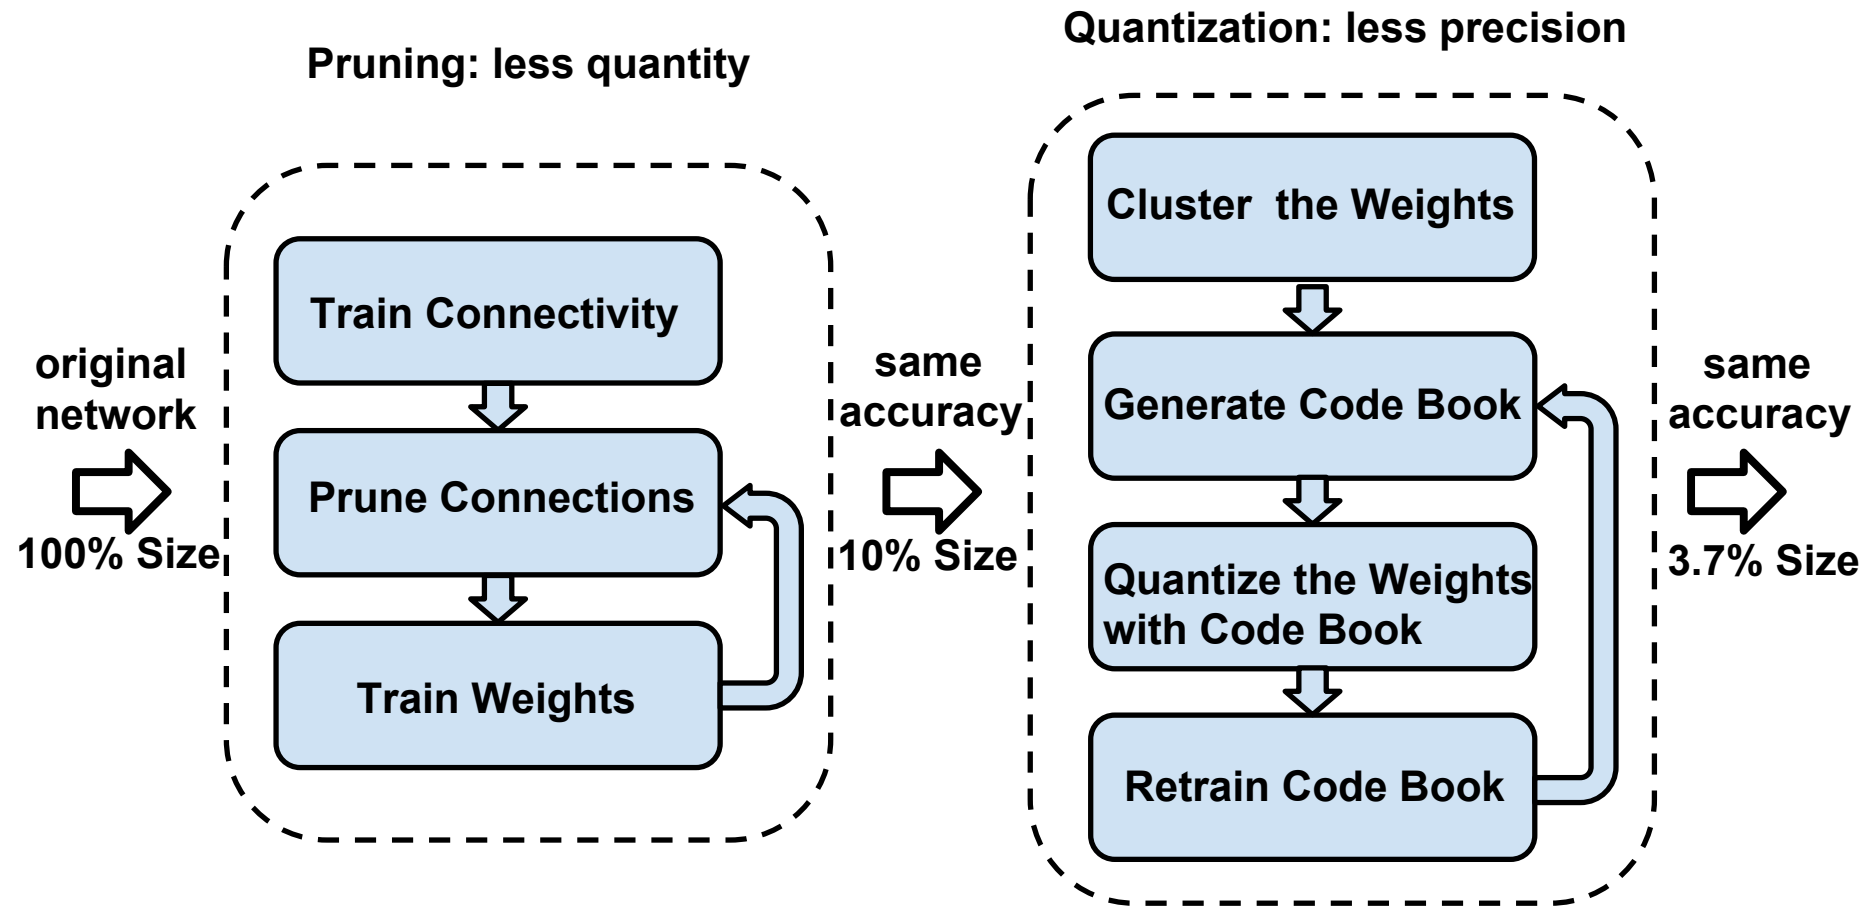 Pruning: less quantity
Quantization: less precision
original
network
100% Size
Train Connectivity
Prune Connections
Train Weights
same
accuracy
10% Size
Cluster the Weights
Generate Code Book
Quantize the Weights
with Code Book
Retrain Code Book
same
accuracy
3.7% Size